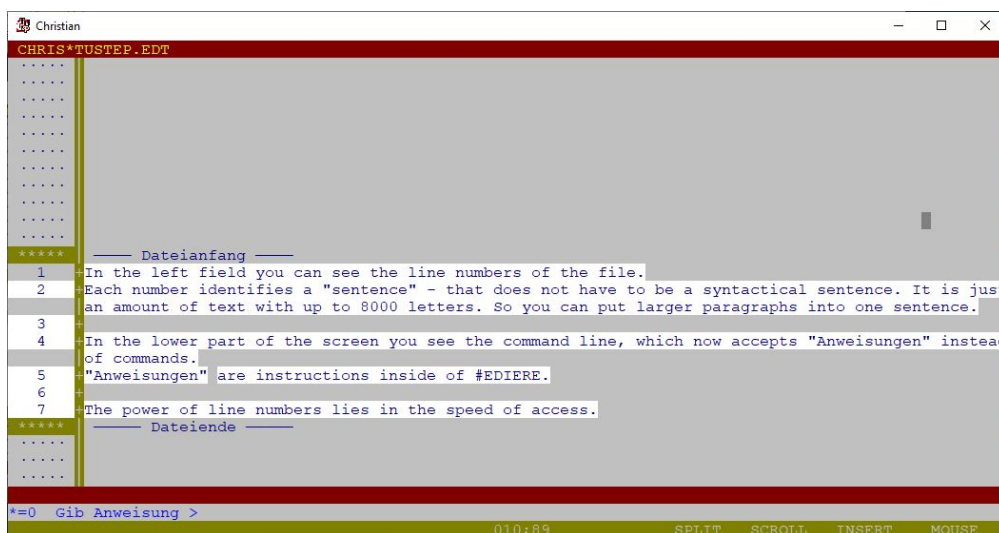 Christian
CHRIS*TUSTEP.EDT
.....
.....
.....
.....
.....
.....
.....
.....
.....
.....
.....
***** ——— Dateianfang ———
1 +In the left field you can see the line numbers of the file.
2 +Each number identifies a "sentence" - that does not have to be a syntactical sentence. It is jus
an amount of text with up to 8000 letters. So you can put larger paragraphs into one sentence.
3 +
4 +In the lower part of the screen you see the command line, which now accepts "Anweisungen" instea
of commands.
5 +"Anweisungen" are instructions inside of #EDIERE.
6 +
7 +The power of line numbers lies in the speed of access.
***** ——— Dateiende ———
.....
.....
.....
*=0 Gib Anweisung >
010:89 SPLIT SCROLL INSERT MOUSE